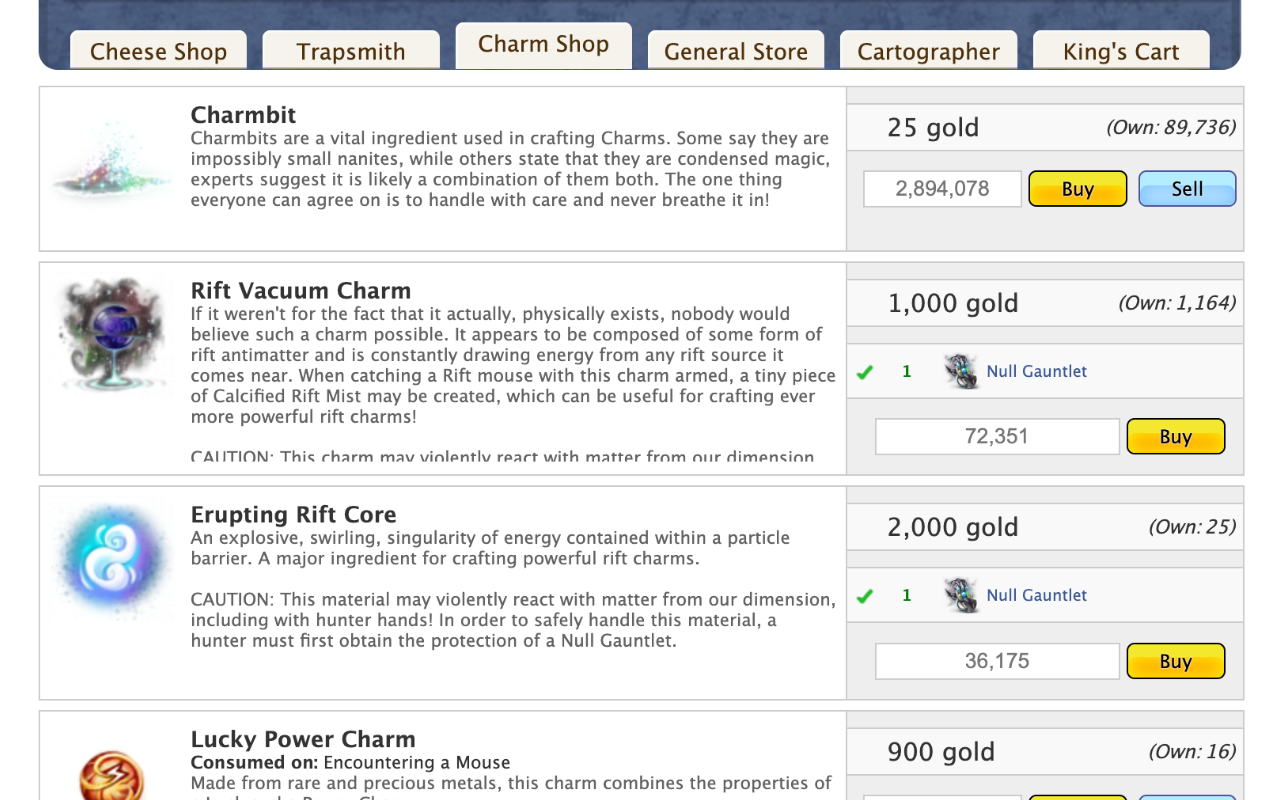 Cheese Shop
Trapsmith
Charm Shop
General Store
Cartographer
King's Cart
Charmbit
Charmbits are a vital ingredient used in crafting Charms. Some say they are
impossibly small nanites, while others state that they are condensed magic,
experts suggest it is likely a combination of them both. The one thing
everyone can agree on is to handle with care and never breathe it in!
25 gold
(Own: 89,736)
2,894,078
Buy
Sell
Rift Vacuum Charm
If it weren't for the fact that it actually, physically exists, nobody would
believe such a charm possible. It appears to be composed of some form of
rift antimatter and is constantly drawing energy from any rift source it
comes near. When catching a Rift mouse with this charm armed, a tiny piece
of Calcified Rift Mist may be created, which can be useful for crafting ever
more powerful rift charms!
CAUTION: This charm may violently react with matter from our dimension
1,000 gold
(Own: 1,164)
1
Null Gauntlet
72,351
Buy
Erupting Rift Core
An explosive, swirling, singularity of energy contained within a particle
barrier. A major ingredient for crafting powerful rift charms.
CAUTION: This material may violently react with matter from our dimension,
including with hunter hands! In order to safely handle this material, a
hunter must first obtain the protection of a Null Gauntlet.
2,000 gold
(Own: 25)
1
Null Gauntlet
36,175
Buy
Lucky Power Charm
Consumed on: Encountering a Mouse
Made from rare and precious metals, this charm combines the properties of
900 gold
(Own: 16)